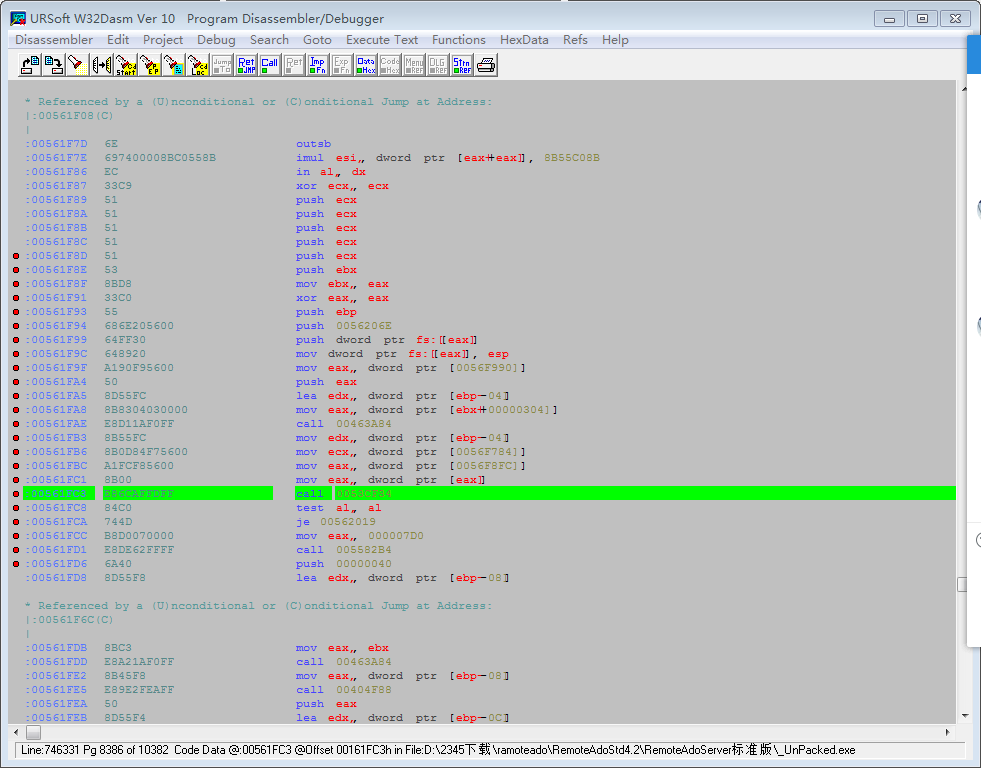 URSoft W32Dasm Ver 10 Program Disassembler/Debugger
Disassembler Edit Project Debug Search Goto Execute Text Functions HexData Refs Help
* Referenced by a (U)nconditional or (C)onditional Jump at Address:
|:00561F08(C)
|
:00561F7D 6E outsb
:00561F7E 697400008BC0558B imul esi,, dword ptr [eax++eax]], 8B55C08B
:00561F86 EC in al,, dx
:00561F87 33C9 xor ecx,, ecx
:00561F89 51 push ecx
:00561F8A 51 push ecx
:00561F8B 51 push ecx
:00561F8C 51 push ecx
:00561F8D 51 push ecx
:00561F8E 53 push ebx
:00561F8F 8BD8 mov ebx,, eax
:00561F91 33C0 xor eax,, eax
:00561F93 55 push ebp
:00561F94 686E205600 push 0056206E
:00561F99 64FF30 push dword ptr fs:[[eax]]
:00561F9C 648920 mov dword ptr fs:[[eax]], esp
:00561F9F A190F95600 mov eax,, dword ptr [0056F990]]
:00561FA4 50 push eax
:00561FA5 8D55FC lea edx,, dword ptr [ebp--04]]
:00561FA8 8B8304030000 mov eax,, dword ptr [ebx++00000304]]
:00561FAE E8D11AF0FF call 00463A84
:00561FB3 8B55FC mov edx,, dword ptr [ebp--04]]
:00561FB6 8B0D84F75600 mov ecx,, dword ptr [0056F784]]
:00561FBC A1FCF85600 mov eax,, dword ptr [0056F8FC]]
:00561FC1 8B00 mov eax,, dword ptr [eax]]
:00561FC3 call
:00561FC8 84C0 test al,, al
:00561FCA 744D je 00562019
:00561FCC B8D0070000 mov eax,, 000007D0
:00561FD1 E8DE62FFFF call 005582B4
:00561FD6 6A40 push 00000040
:00561FD8 8D55F8 lea edx,, dword ptr [ebp--08]]
* Referenced by a (U)nconditional or (C)onditional Jump at Address:
|:00561F6C(C)
|
:00561FDB 8BC3 mov eax,, ebx
:00561FDD E8A21AF0FF call 00463A84
:00561FE2 8B45F8 mov eax,, dword ptr [ebp--08]]
:00561FE5 E89E2FEAFF call 00404F88
:00561FEA 50 push eax
:00561FEB 8D55F4 lea edx,, dword ptr [ebp--0C]]
Line:746331 Pg 8386 of 10382 Code Data @:00561FC3 @Offset 00161FC3h in File:D:\2345下载\ramoteado\RemoteAdoStd4.2\RemoteAdoServer标准版\_UnPacked.exe